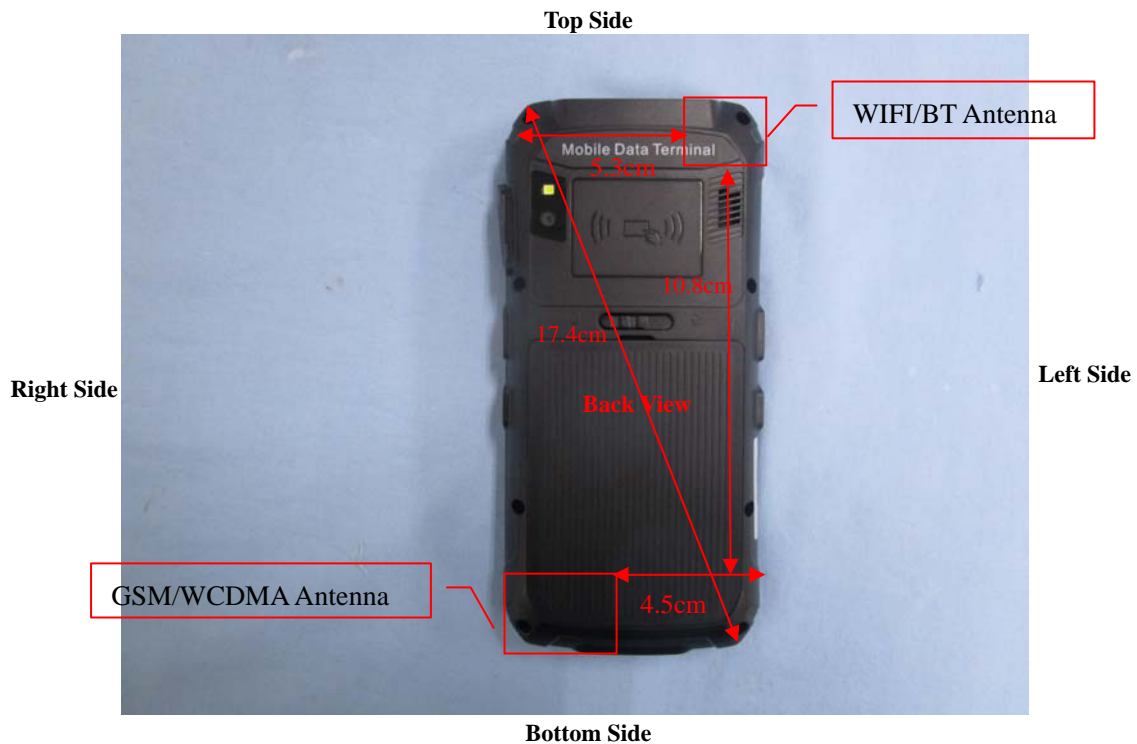 Top Side
WIFI/BT Antenna
Mobile Data Terminal
5.3cm
10.8cm
17.4cm
Right Side
Left Side
Back View
GSM/WCDMA Antenna
4.5cm
Bottom Side